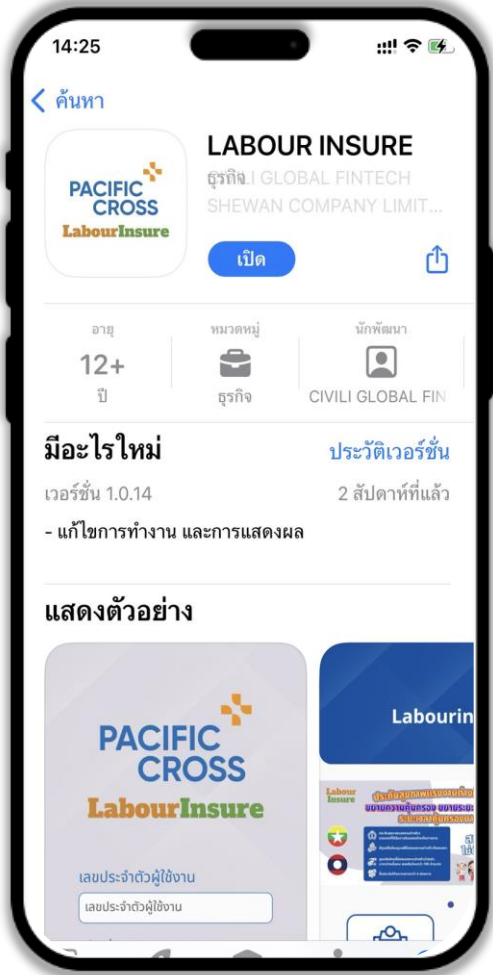 14:25
ค้นหา
PACIFIC
CROSS
LabourInsure
LABOUR INSURE
ธุรกิจ
GLOBAL FINTECH
SHEWAN COMPANY LIMIT...
เปิด
อายุ
หมวดหมู่
นักพัฒนา
12+
ปี
ธุรกิจ
CIVILI GLOBAL FIN
มีอะไรใหม่
ประวัติเวอร์ชั่น
เวอร์ชั่น 1.0.14
2 สัปดาห์ที่แล้ว
- แก้ไขการทำงาน และการแสดงผล
แสดงตัวอย่าง
PACIFIC
CROSS
LabourInsure
เลขประจำตัวผู้ใช้งาน
เลขประจำตัวผู้ใช้งาน
Labourin
Labour
Insure